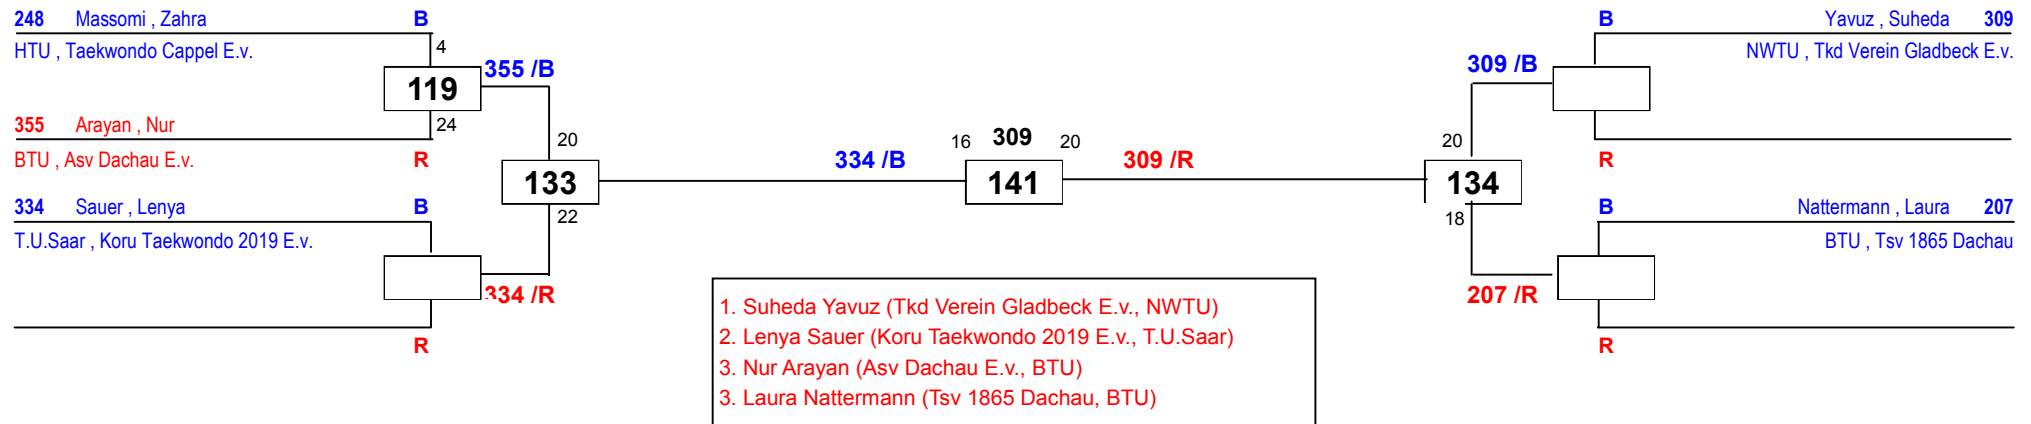 248 Massomi , Zahra B
HTU , Taekwondo Cappel E.v.
4
119
355 /B
24
355 Arayan , Nur
BTU , Asv Dachau E.v. R
20
133
22
334 Sauer , Lenya B
T.U.Saar , Koru Taekwondo 2019 E.v.
334 /R
R
334 /B
16 309 20
141
309 /R
B Yavuz , Suheda 309
NWTU , Tkd Verein Gladbeck E.v.
309 /B
R
20
134
18
B Nattermann , Laura 207
BTU , Tsv 1865 Dachau
207 /R
R
1. Suheda Yavuz (Tkd Verein Gladbeck E.v., NWTU)
2. Lenya Sauer (Koru Taekwondo 2019 E.v., T.U.Saar)
3. Nur Arayan (Asv Dachau E.v., BTU)
3. Laura Nattermann (Tsv 1865 Dachau, BTU)